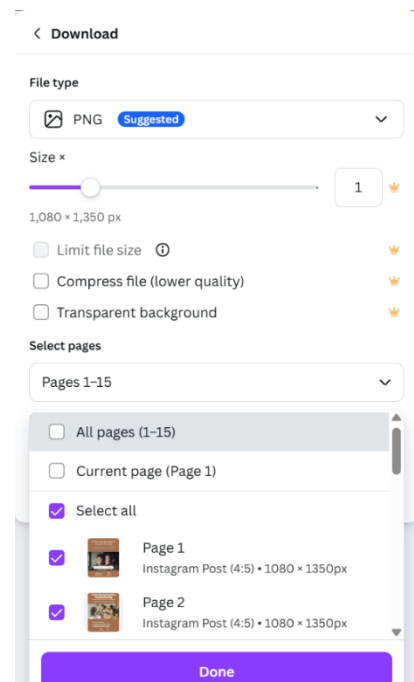 Download
File type
PNG Suggested
Size ×
1
1,080 × 1,350 px
Limit file size
Compress file (lower quality)
Transparent background
Select pages
Pages 1–15
All pages (1–15)
Current page (Page 1)
Select all
Page 1
Instagram Post (4:5) • 1080 × 1350px
Page 2
Instagram Post (4:5) • 1080 × 1350px
Done